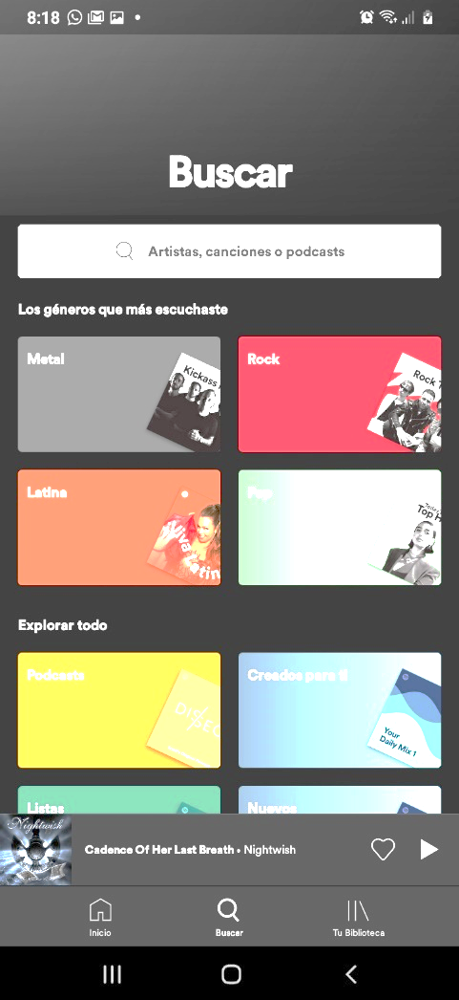 8:18
Buscar
Artistas, canciones o podcasts
Los géneros que más escuchaste
Metal
Kickass
Rock
Rock
Latina
Viva Latin
Pop
Top H
Explorar todo
Podcasts
Creados para ti
Your
Daily Mix 1
Listas
Nuevos
Nightwish
Cadence Of Her Last Breath • Nightwish
Inicio
Buscar
Tu Biblioteca